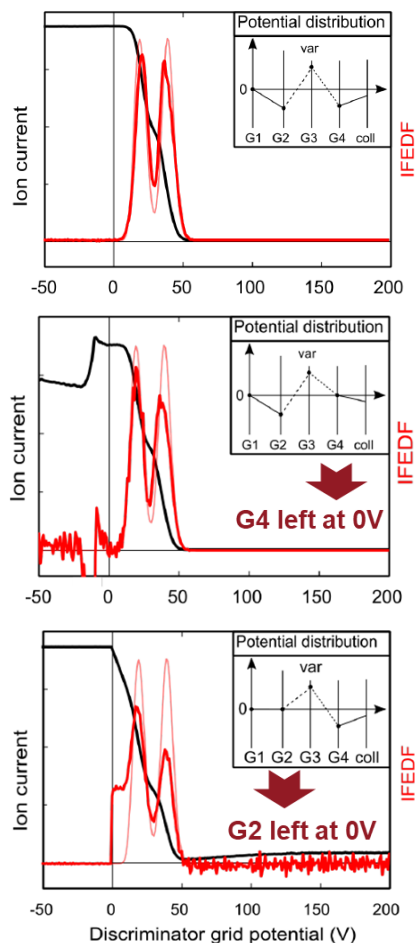 Potential distribution
var
0
G1 G2 G3 G4 coll
Ion current
IFEDF
-50 0 50 100 150 200
Potential distribution
var
0
G1 G2 G3 G4 coll
G4 left at 0V
Ion current
IFEDF
-50 0 50 100 150 200
Potential distribution
var
0
G1 G2 G3 G4 coll
G2 left at 0V
Ion current
IFEDF
-50 0 50 100 150 200
Discriminator grid potential (V)